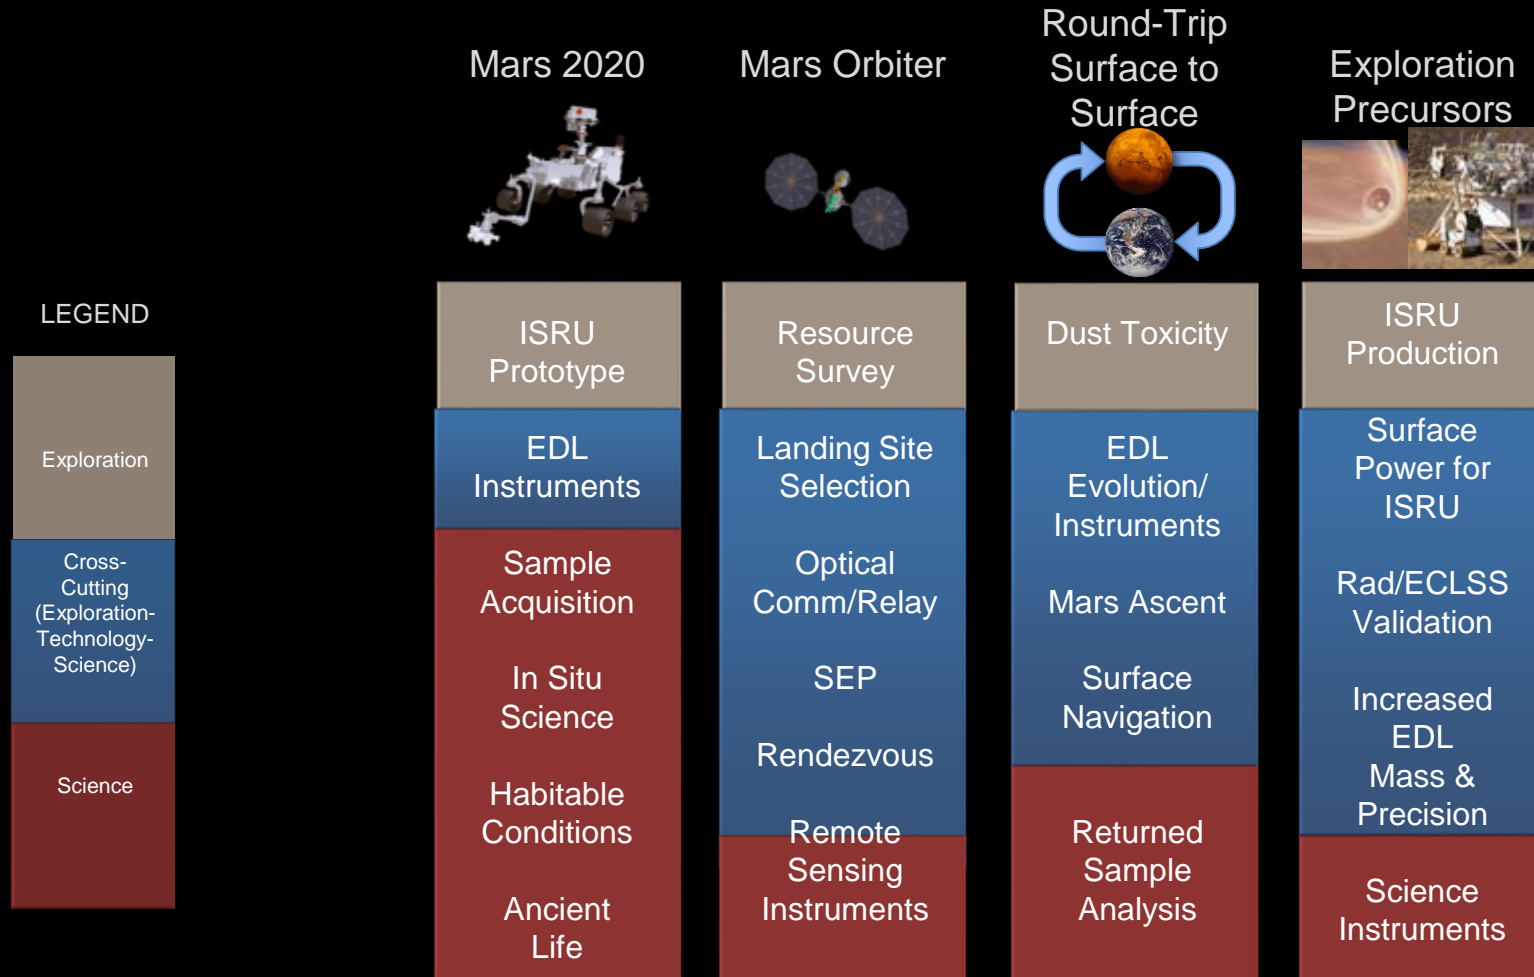 Mars 2020
Mars Orbiter
Round-Trip
Surface to
Surface
Exploration
Precursors
LEGEND
Exploration
Cross-
Cutting
(Exploration-
Technology-
Science)
Science
ISRU
Prototype
EDL
Instruments
Sample
Acquisition
In Situ
Science
Habitable
Conditions
Ancient
Life
Resource
Survey
Landing Site
Selection
Optical
Comm/Relay
SEP
Rendezvous
Remote
Sensing
Instruments
Dust Toxicity
EDL
Evolution/
Instruments
Mars Ascent
Surface
Navigation
Returned
Sample
Analysis
ISRU
Production
Surface
Power for
ISRU
Rad/ECLSS
Validation
Increased
EDL
Mass &
Precision
Science
Instruments